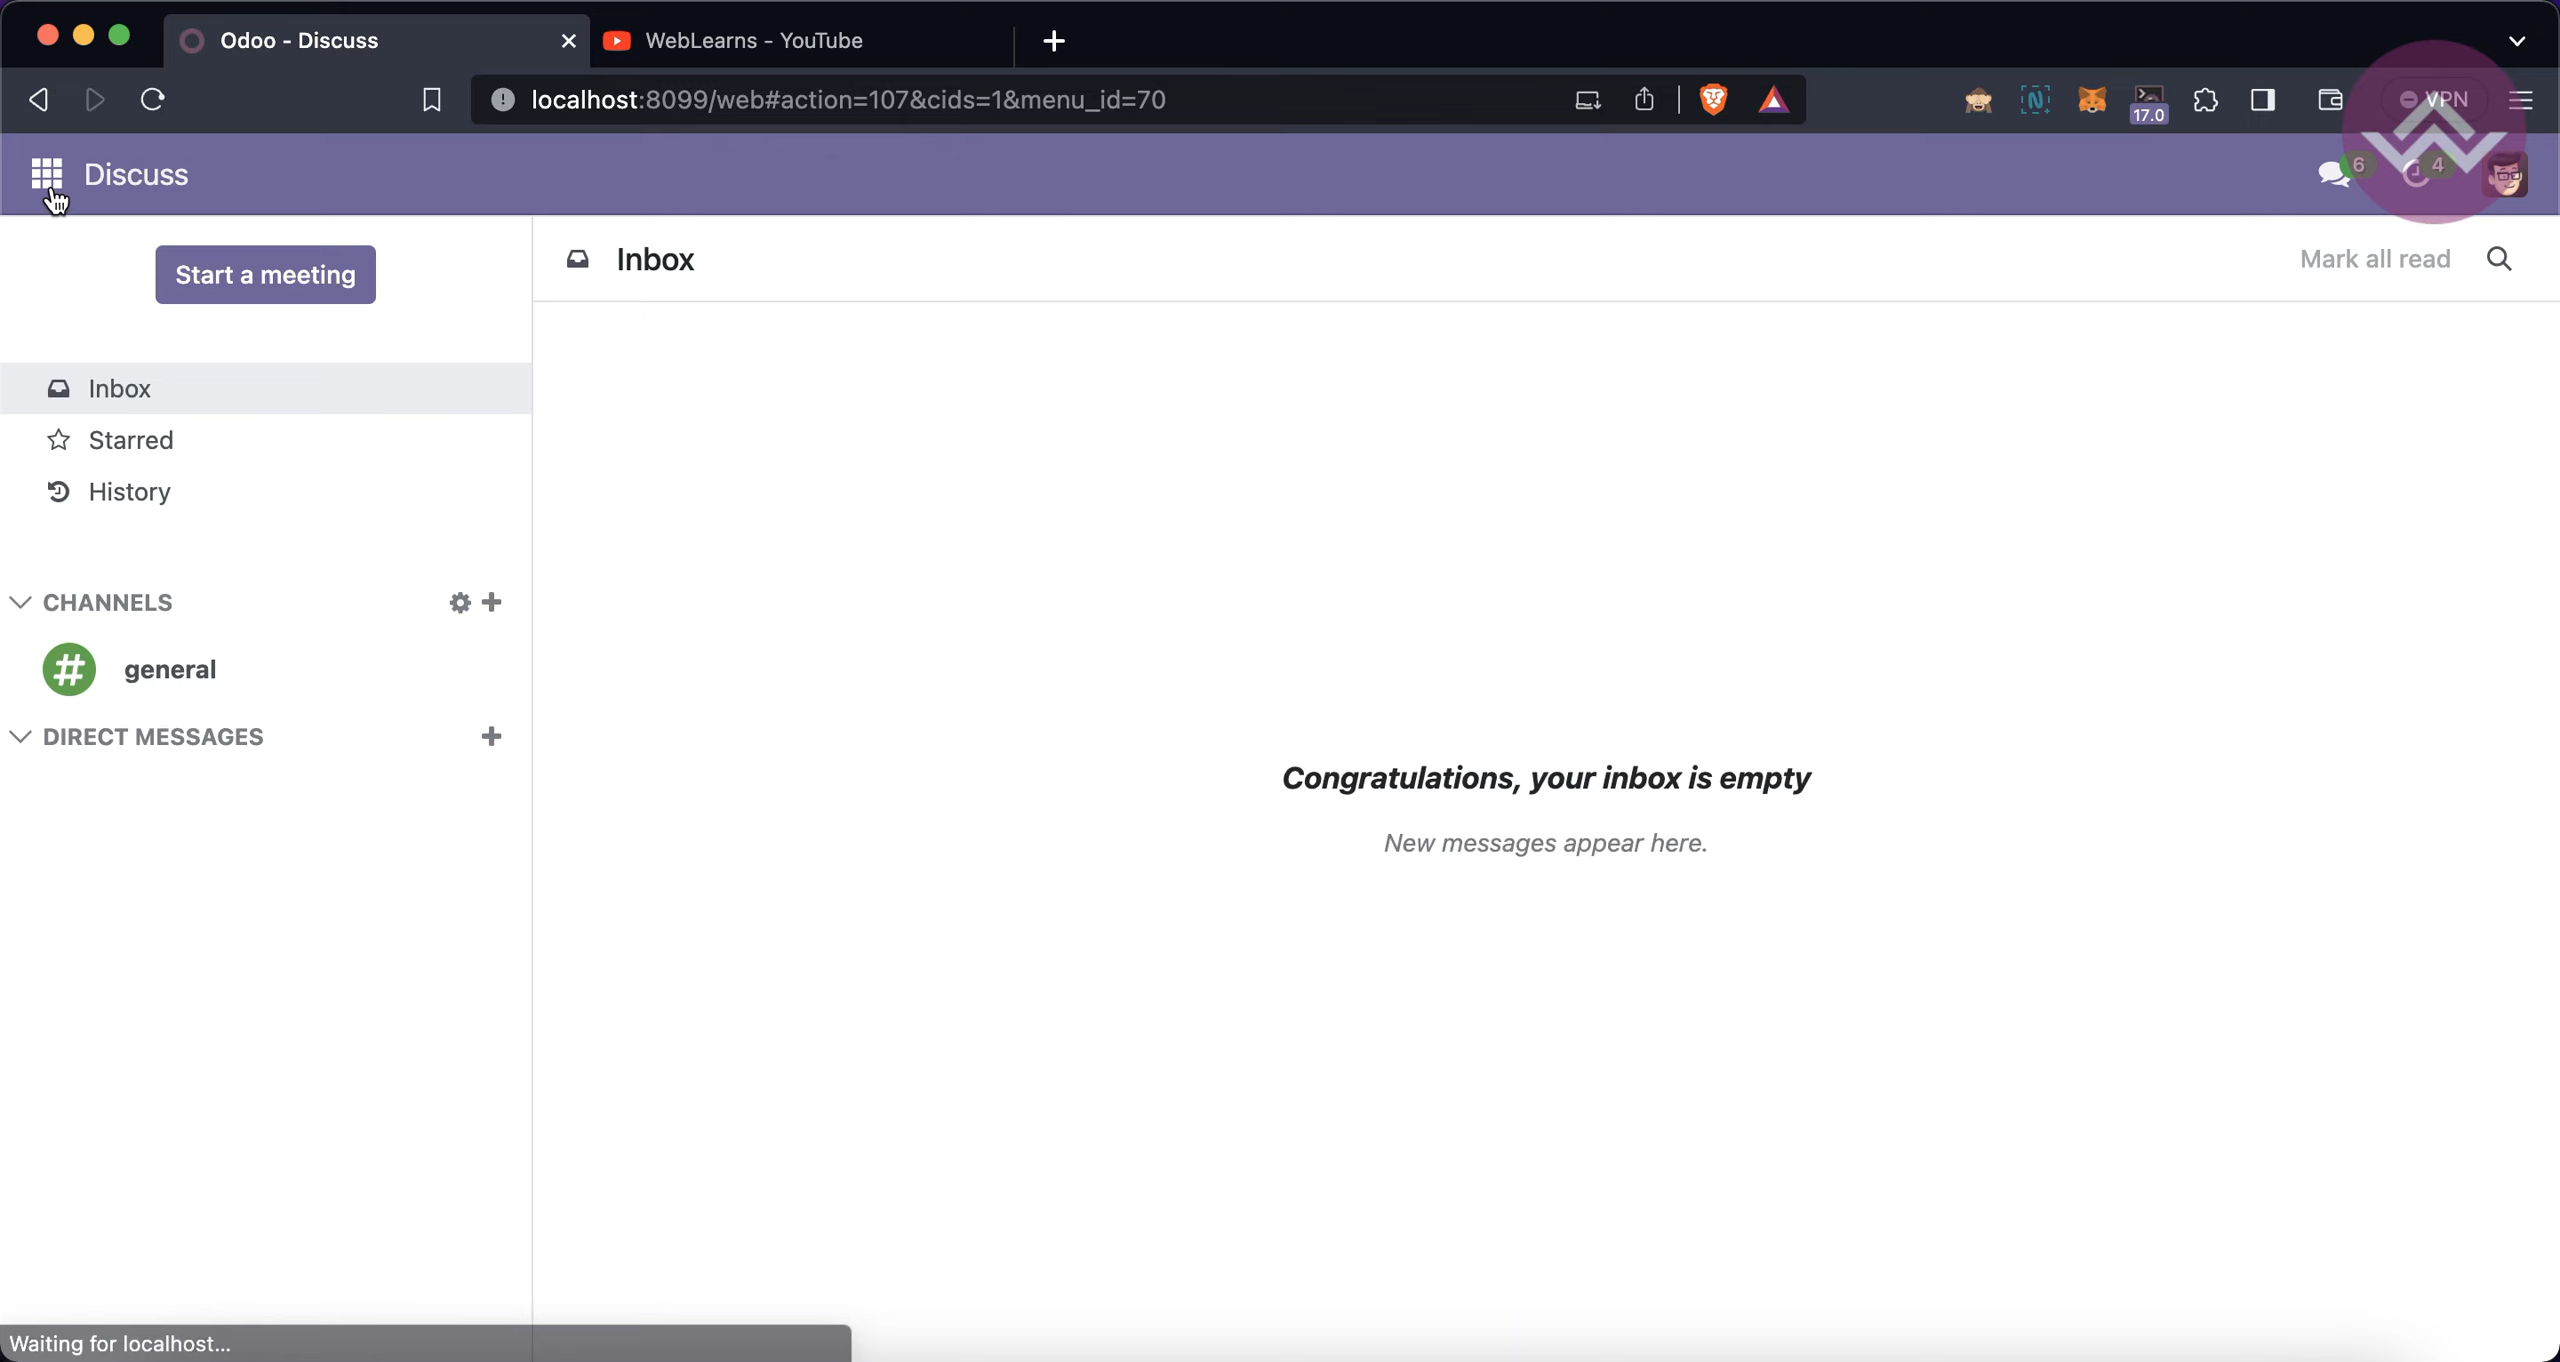 Odoo - Discuss
WebLearns - YouTube
localhost:8099/web#action=107&cids=1&menu_id=70
17.0
VPN
Discuss
6
4
Start a meeting
Inbox
Mark all read
Inbox
Starred
History
CHANNELS
general
DIRECT MESSAGES
Congratulations, your inbox is empty
New messages appear here.
Waiting for localhost...